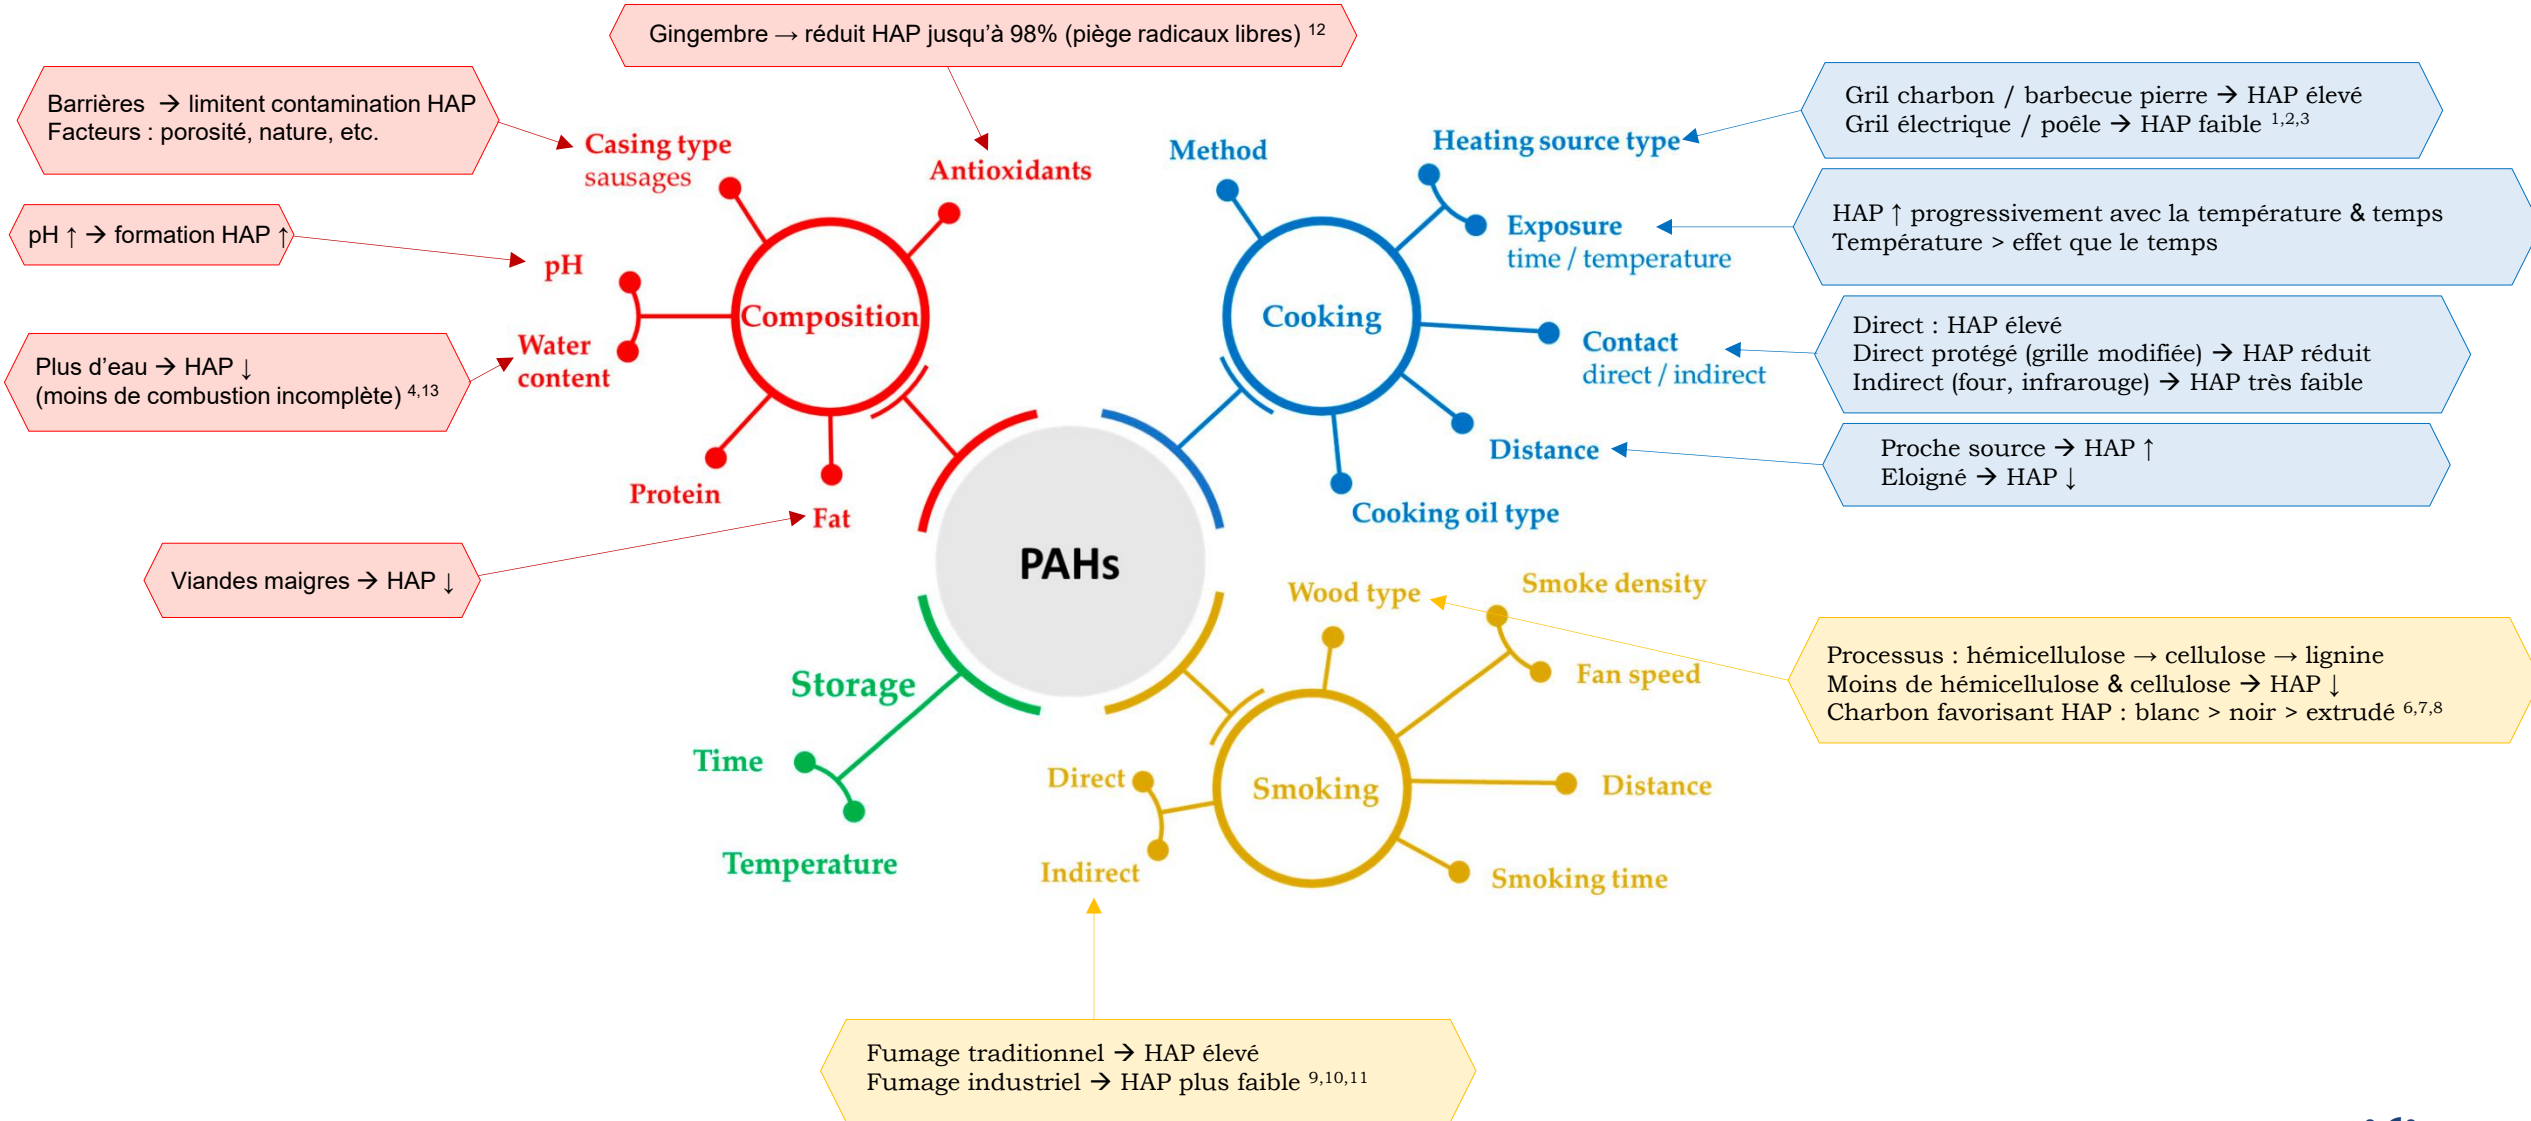 Gingembre → réduit HAP jusqu’à 98% (piège radicaux libres) 12
Barrières → limitent contamination HAP
Facteurs : porosité, nature, etc.
pH ↑ → formation HAP ↑
Plus d’eau → HAP ↓
(moins de combustion incomplète) 4,13
Viandes maigres → HAP ↓
Casing type
sausages
Antioxidants
pH
Water
content
Composition
Protein
Fat
Method
Heating source type
Exposure
time / temperature
Cooking
Contact
direct / indirect
Distance
Cooking oil type
Gril charbon / barbecue pierre → HAP élevé
Gril électrique / poêle → HAP faible 1,2,3
HAP ↑ progressivement avec la température & temps
Température > effet que le temps
Direct : HAP élevé
Direct protégé (grille modifiée) → HAP réduit
Indirect (four, infrarouge) → HAP très faible
Proche source → HAP ↑
Eloigné → HAP ↓
PAHs
Storage
Time
Temperature
Wood type
Smoke density
Fan speed
Direct
Smoking
Distance
Indirect
Smoking time
Processus : hémicellulose → cellulose → lignine
Moins de hémicellulose & cellulose → HAP ↓
Charbon favorisant HAP : blanc > noir > extrudé 6,7,8
Fumage traditionnel → HAP élevé
Fumage industriel → HAP plus faible 9,10,11